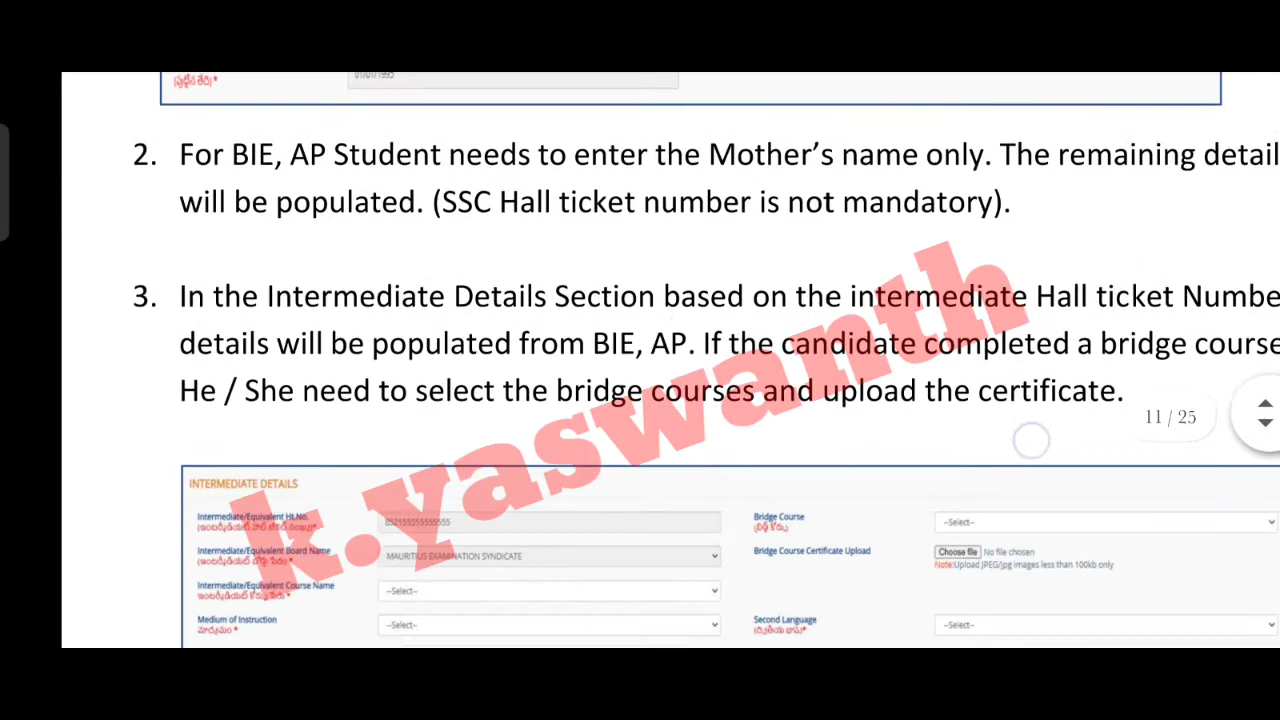 (పుట్టిన తేది)*
01/01/1995
2. For BIE, AP Student needs to enter the Mother's name only. The remaining detail
will be populated. (SSC Hall ticket number is not mandatory).
3. In the Intermediate Details Section based on the intermediate Hall ticket Numbe
details will be populated from BIE, AP. If the candidate completed a bridge course
He / She need to select the bridge courses and upload the certificate.
11 / 25
k.yaswanth
INTERMEDIATE DETAILS
Intermediate/Equivalent Ht.No.
Bridge Course
(బ్రిడ్జ్ కోర్సు)
--Select--
Intermediate/Equivalent Board Name
MAURITIUS EXAMINATION SYNDICATE
Bridge Course Certificate Upload
Choose file No file chosen
Note:Upload JPEG/jpg images less than 100kb only
Intermediate/Equivalent Course Name
--Select--
Medium of Instruction
మాధ్యమం *
--Select--
Second Language
(ద్వితీయ భాష)*
--Select--